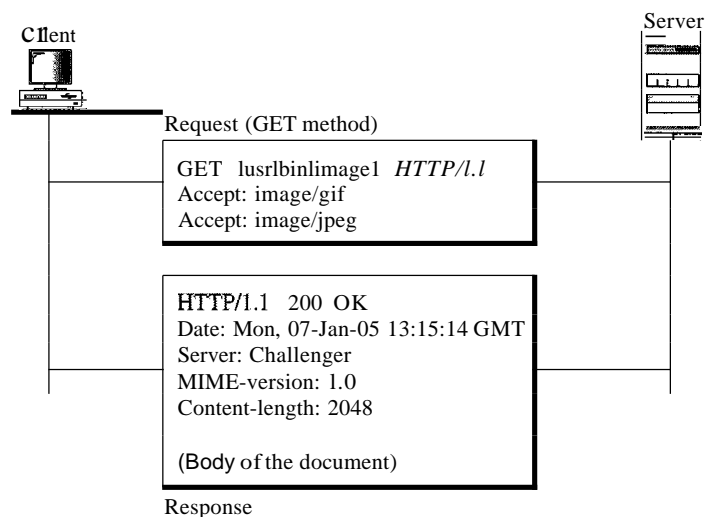 Client
Server
Request (GET method)
GET lusrlbinlimage1 HTTP/l.l
Accept: image/gif
Accept: image/jpeg
HTTP/1.1 200 OK
Date: Mon, 07-Jan-05 13:15:14 GMT
Server: Challenger
MIME-version: 1.0
Content-length: 2048
(Body of the document)
Response